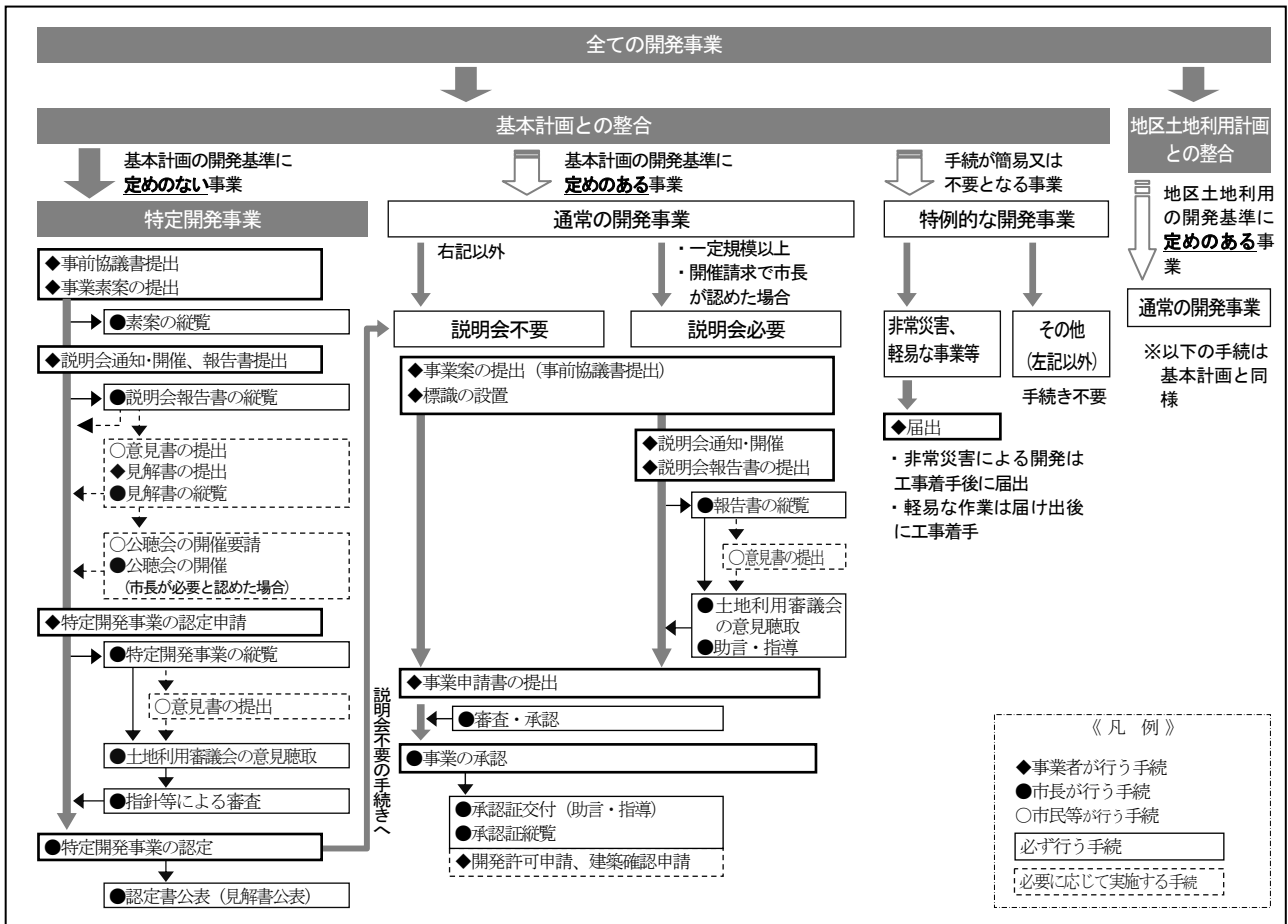 全ての開発事業
基本計画との整合
地区土地利用計画
との整合
基本計画の開発基準に
定めのない事業
基本計画の開発基準に
定めのある事業
手続が簡易又は
不要となる事業
地区土地利用
の開発基準に
定めのある事
業
特定開発事業
通常の開発事業
特例的な開発事業
通常の開発事業
※以下の手続は
基本計画と同
様
◆事前協議書提出
◆事業素案の提出
●素案の縦覧
◆説明会通知・開催、報告書提出
●説明会報告書の縦覧
○意見書の提出
◆見解書の提出
●見解書の縦覧
○公聴会の開催要請
●公聴会の開催
(市長が必要と認めた場合)
◆特定開発事業の認定申請
●特定開発事業の縦覧
○意見書の提出
●土地利用審議会の意見聴取
●指針等による審査
●特定開発事業の認定
●認定書公表（見解書公表）
説明会不要の手続きへ
右記以外
・一定規模以上
・開催請求で市長
が認めた場合
説明会不要
説明会必要
◆事業案の提出（事前協議書提出）
◆標識の設置
◆説明会通知・開催
◆説明会報告書の提出
●報告書の縦覧
○意見書の提出
●土地利用審議会
の意見聴取
●助言・指導
◆事業申請書の提出
●審査・承認
●事業の承認
●承認証交付（助言・指導）
●承認証縦覧
◆開発許可申請、建築確認申請
非常災害、
軽易な事業等
その他
(左記以外)
手続き不要
◆届出
・非常災害による開発は
工事着手後に届出
・軽易な作業は届け出後
に工事着手
《凡 例》
◆事業者が行う手続
●市長が行う手続
○市民等が行う手続
必ず行う手続
必要に応じて実施する手続